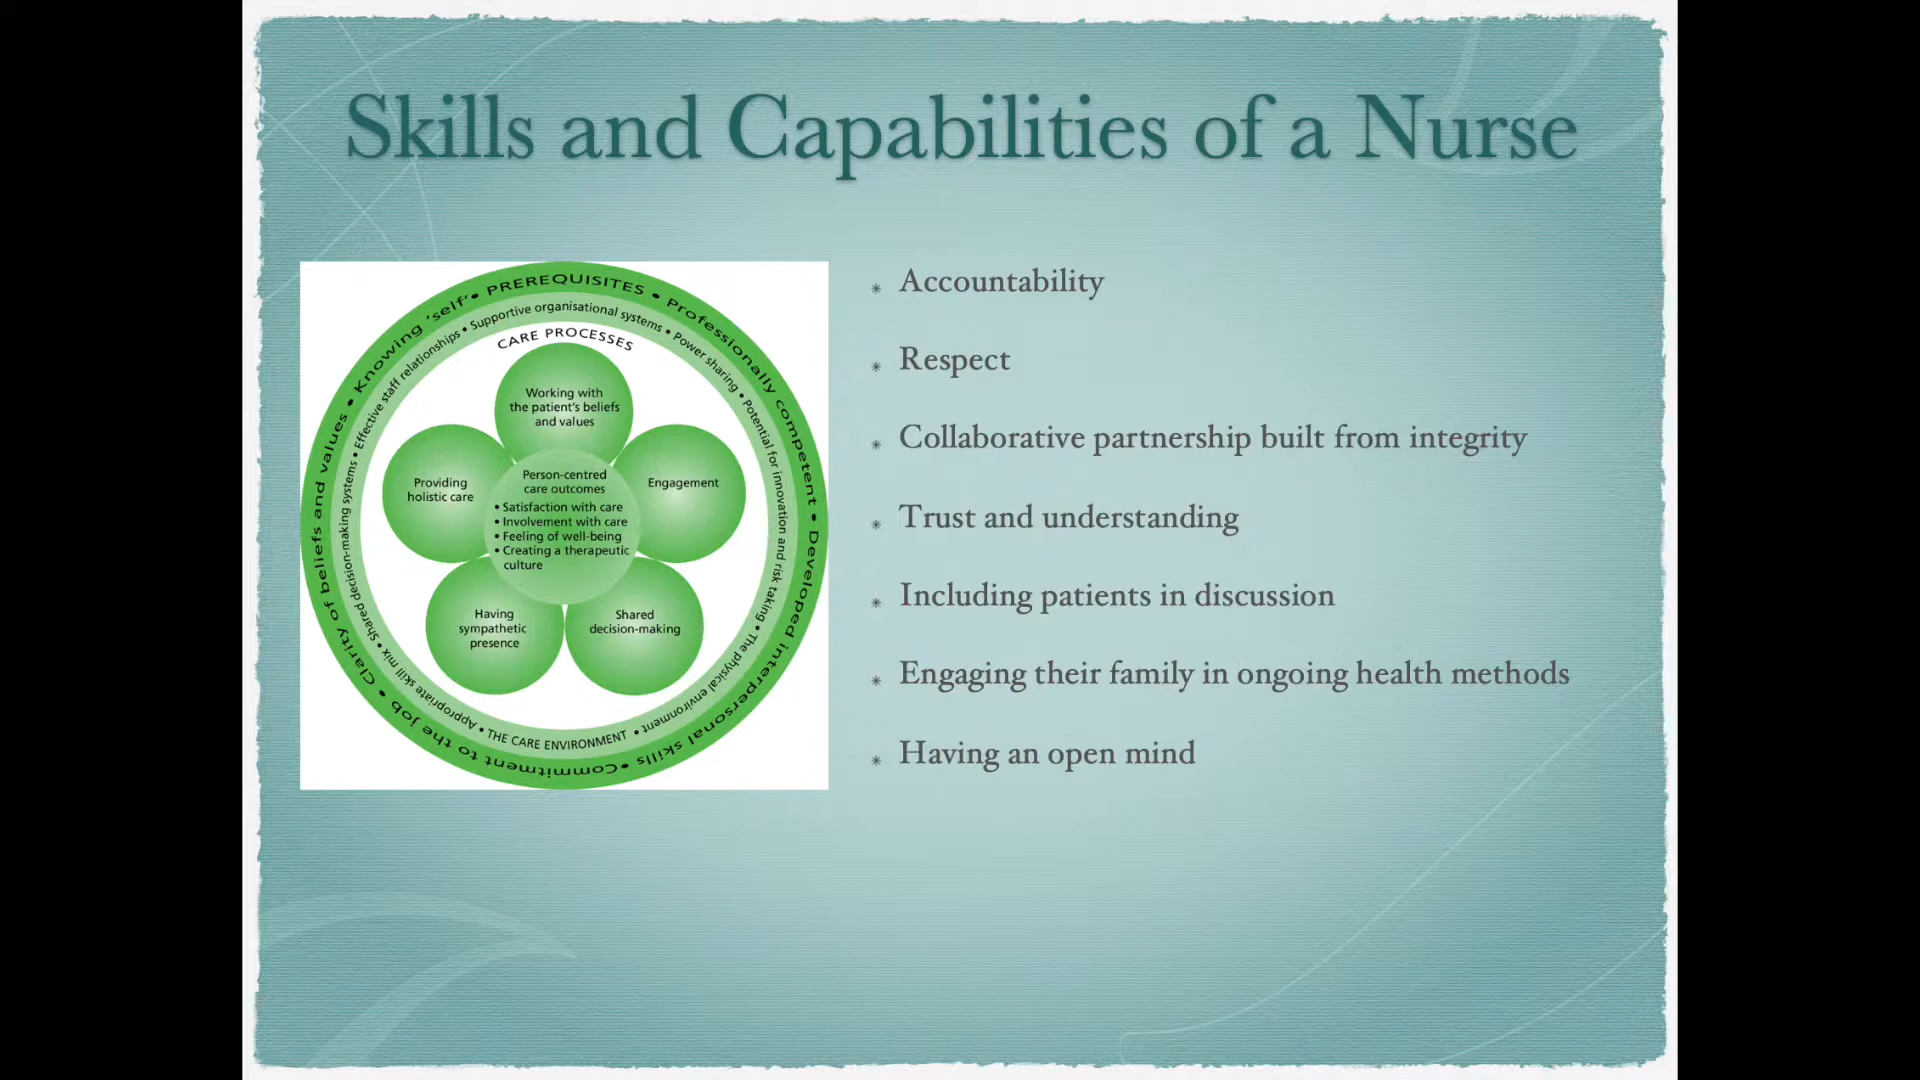 Skills and Capabilities of a Nurse
PREREQUISITES • Professionally competent • Developed interpersonal skills • Commitment to the job • Clarity of beliefs and values • Knowing 'self' •
Supportive organisational systems • Power sharing • Potential for innovation and risk taking • The physical environment • THE CARE ENVIRONMENT • Appropriate skill mix • Shared decision-making systems • Effective staff relationships •
CARE PROCESSES
Working with
the patient's beliefs
and values
Providing
holistic care
Person-centred
care outcomes
• Satisfaction with care
• Involvement with care
• Feeling of well-being
• Creating a therapeutic
culture
Engagement
Having
sympathetic
presence
Shared
decision-making
* Accountability
* Respect
* Collaborative partnership built from integrity
* Trust and understanding
* Including patients in discussion
* Engaging their family in ongoing health methods
* Having an open mind